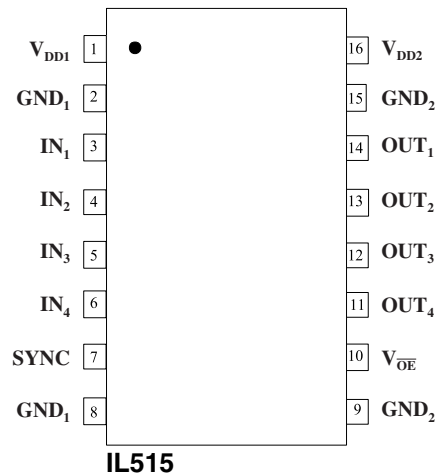 V_DD1 1 16 V_DD2
GND_1 2 15 GND_2
IN_1 3 14 OUT_1
IN_2 4 13 OUT_2
IN_3 5 12 OUT_3
IN_4 6 11 OUT_4
SYNC 7 10 V_O̅E̅
GND_1 8 9 GND_2
IL515